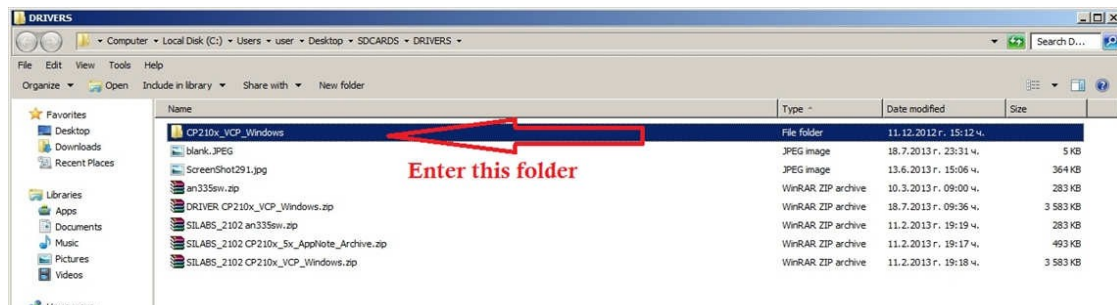 DRIVERS
Computer Local Disk (C:) Users user Desktop SDCARDS DRIVERS
Search D...
File Edit View Tools Help
Organize Open Include in library Share with New folder
Favorites
Desktop
Downloads
Recent Places
Libraries
Apps
Documents
Music
Pictures
Videos
Name Type Date modified Size
CP210x_VCP_Windows File folder 11.12.2012 г. 15:12 ч.
blank.JPEG JPEG image 18.7.2013 г. 23:31 ч. 5 KB
ScreenShot291.jpg JPEG image 13.6.2013 г. 15:06 ч. 364 KB
an335sw.zip WinRAR ZIP archive 10.3.2013 г. 09:00 ч. 283 KB
DRIVER CP210x_VCP_Windows.zip WinRAR ZIP archive 18.7.2013 г. 09:36 ч. 3 583 KB
SILABS_2102 an335sw.zip WinRAR ZIP archive 11.2.2013 г. 19:19 ч. 283 KB
SILABS_2102 CP210x_5x_AppNote_Archive.zip WinRAR ZIP archive 11.2.2013 г. 19:17 ч. 493 KB
SILABS_2102 CP210x_VCP_Windows.zip WinRAR ZIP archive 11.2.2013 г. 19:18 ч. 3 583 KB
Enter this folder